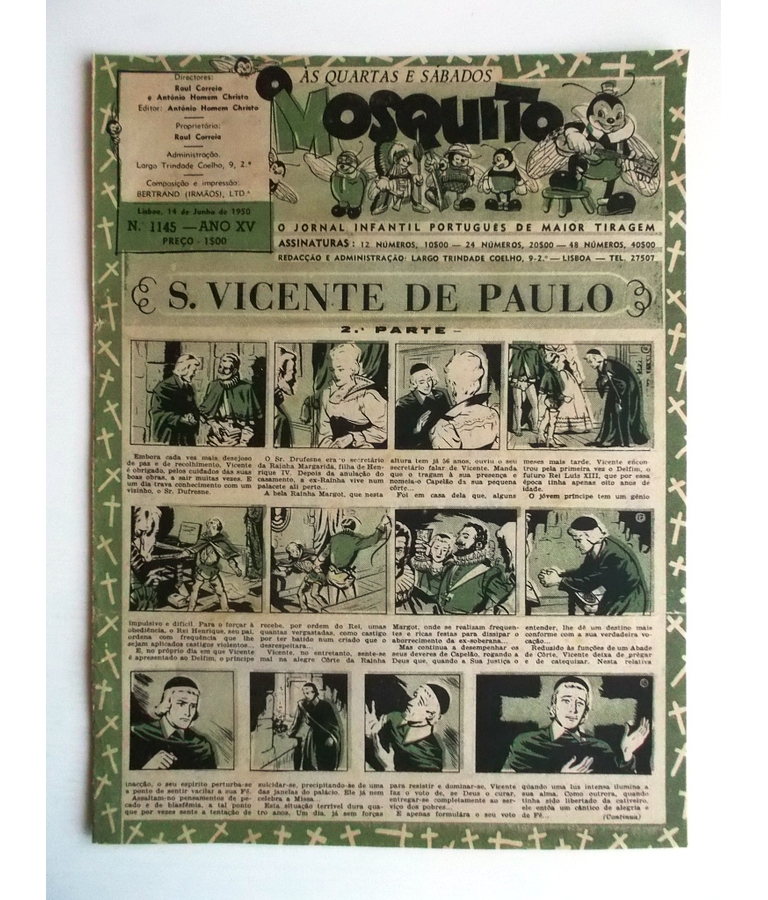 Directores:
Raul Correia
e António Homem Christo
Editor: António Homem Christo
Proprietário:
Raul Correia
Administração.
Largo Trindade Coelho, 9, 2.º
Composição e impressão:
BERTRAND (IRMÃOS), LTD.ª
Lisboa, 14 de Junho de 1950
N.º 1145 — ANO XV
PREÇO - 1$00
ÀS QUARTAS E SÁBADOS
O MOSQUITO
O JORNAL INFANTIL PORTUGUÊS DE MAIOR TIRAGEM
ASSINATURAS: 12 NÚMEROS, 10$00 — 24 NÚMEROS, 20$00 — 48 NÚMEROS, 40$00
REDACÇÃO E ADMINISTRAÇÃO: LARGO TRINDADE COELHO, 9-2.º — LISBOA — TEL. 27507
S. VICENTE DE PAULO
2.ª PARTE –
Embora cada vez mais desejoso
de paz e de recolhimento, Vicente
é obrigado, pelos cuidados das suas
boas obras, a sair muitas vezes. E
um dia trava conhecimento com um
vizinho, o Sr. Dufresne.
O Sr. Drufesne, era o secretário
da Rainha Margarida, filha de Hen-
rique IV. Depois da anulação do
casamento, a ex-Rainha vive num
palacete ali perto.
A bela Rainha Margot, que nesta
altura tem já 56 anos, ouviu o seu
secretário falar de Vicente. Manda
que o tragam à sua presença e
nomeia-o Capelão da sua pequena
côrte...
Foi em casa dela que, alguns
meses mais tarde, Vicente encon-
trou pela primeira vez o Delfim, o
futuro Rei Luís XIII, que por essa
época tinha apenas oito anos de
idade.
O jóvem príncipe tem um génio
impulsivo e difícil. Para o forçar à
obediência, o Rei Henrique, seu pai,
ordena com frequência que lhe
sejam aplicados castigos violentos...
E, no próprio dia em que Vicente
é apresentado ao Delfim, o príncipe
recebe, por ordem do Rei, umas
quantas vergastadas, como castigo
por ter batido num criado que o
desrespeitara...
Vicente, no entretanto, sente-se
mal na alegre Côrte da Rainha
Margot, onde se realizam frequen-
tes e ricas festas para dissipar o
aborrecimento da ex-soberana...
Mas continua a desempenhar os
seus deveres de Capelão, rogando a
Deus que, quando a Sua justiça o
entender, lhe dê um destino mais
conforme com a sua verdadeira vo-
cação...
Reduzido às funções de um Abade
de Côrte, Vicente deixa de prègar
e de catequizar. Nesta relativa
inacção, o seu espírito perturba-se
a ponto de sentir vacilar a sua Fé.
Assaltam-no pensamentos de pe-
cado e de blasfêmia, a tal ponto
que por vezes sente a tentação de
suicidar-se, precipitando-se de uma
das janelas do palácio. Ele já nem
celebra a Missa...
Esta situação terrível dura qua-
tro anos. Um dia, já sem forças
para resistir e dominar-se, Vicente
faz o voto de, se Deus o curar,
entregar-se completamente ao ser-
viço dos pobres...
E apenas formulára o seu voto
quando uma luz intensa ilumina a
sua alma. Como outrora, quando
tinha sido libertado do cativeiro,
ele entôa um cântico de alegria e
de Fé...
(Continua)